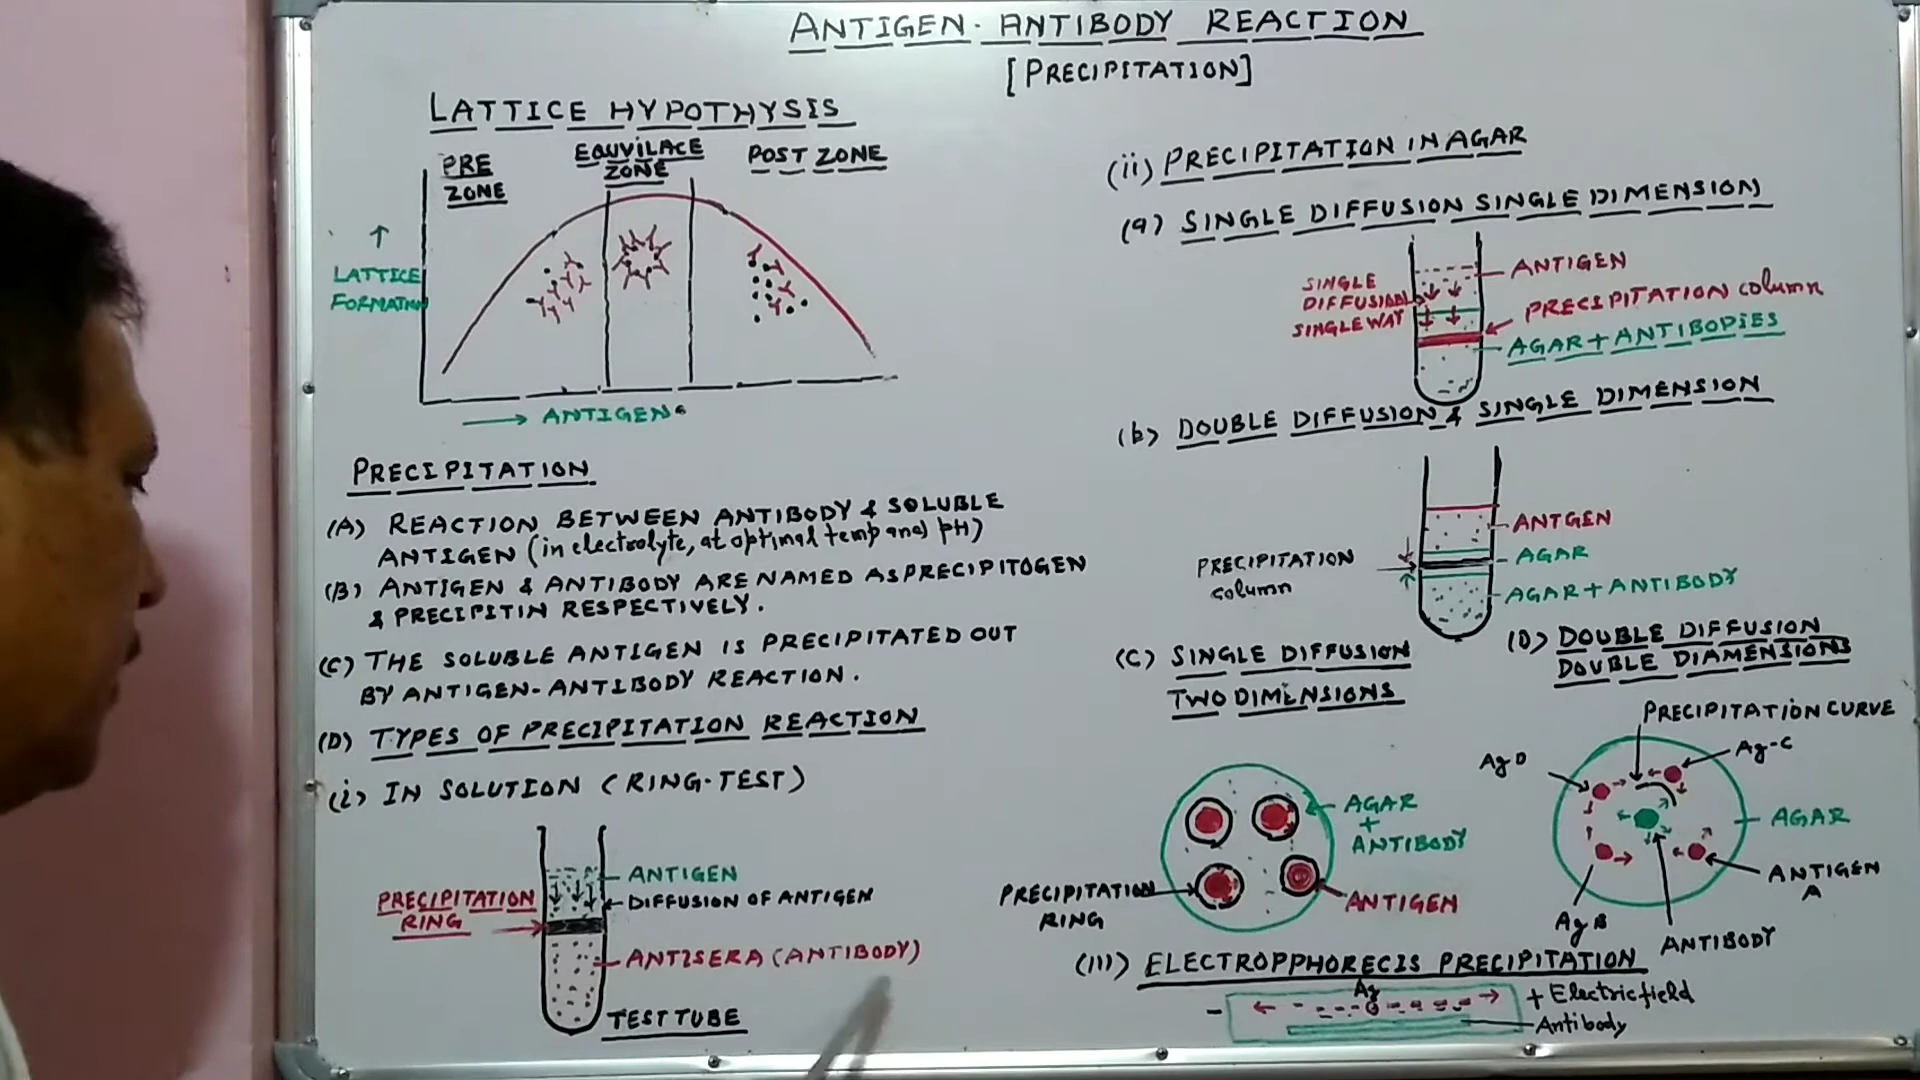 ANTIGEN-ANTIBODY REACTION
[PRECIPITATION]
LATTICE HYPOTHYSIS
PRE
ZONE
EQUVILACE
ZONE
POST ZONE
↑
LATTICE
FORMATION
→ ANTIGENS
PRECIPITATION
(A) REACTION BETWEEN ANTIBODY & SOLUBLE
ANTIGEN (in electrolyte, at optimal temp and pH)
(B) ANTIGEN & ANTIBODY ARE NAMED AS PRECIPITOGEN
& PRECIPITIN RESPECTIVELY.
(C) THE SOLUBLE ANTIGEN IS PRECIPITATED OUT
BY ANTIGEN-ANTIBODY REACTION.
(D) TYPES OF PRECIPITATION REACTION
(i) IN SOLUTION (RING-TEST)
ANTIGEN
DIFFUSION OF ANTIGEN
PRECIPITATION
RING
ANTISERA (ANTIBODY)
TEST TUBE
(ii) PRECIPITATION IN AGAR
(a) SINGLE DIFFUSION SINGLE DIMENSION
ANTIGEN
SINGLE
DIFFUSION
SINGLE WAY
PRECIPITATION column
AGAR + ANTIBODIES
(b) DOUBLE DIFFUSION & SINGLE DIMENSION
ANTGEN
AGAR
PRECIPITATION
column
AGAR + ANTIBODY
(C) SINGLE DIFFUSION
TWO DIMENSIONS
AGAR
+
ANTIBODY
PRECIPITATION
RING
ANTIGEN
(D) DOUBLE DIFFUSION
DOUBLE DIAMENSIONS
PRECIPITATION CURVE
Ag D
Ag-C
AGAR
ANTIGEN
A
Ag B
ANTIBODY
(III) ELECTROPPHORECIS PRECIPITATION
Ag
- + Electric field
Antibody